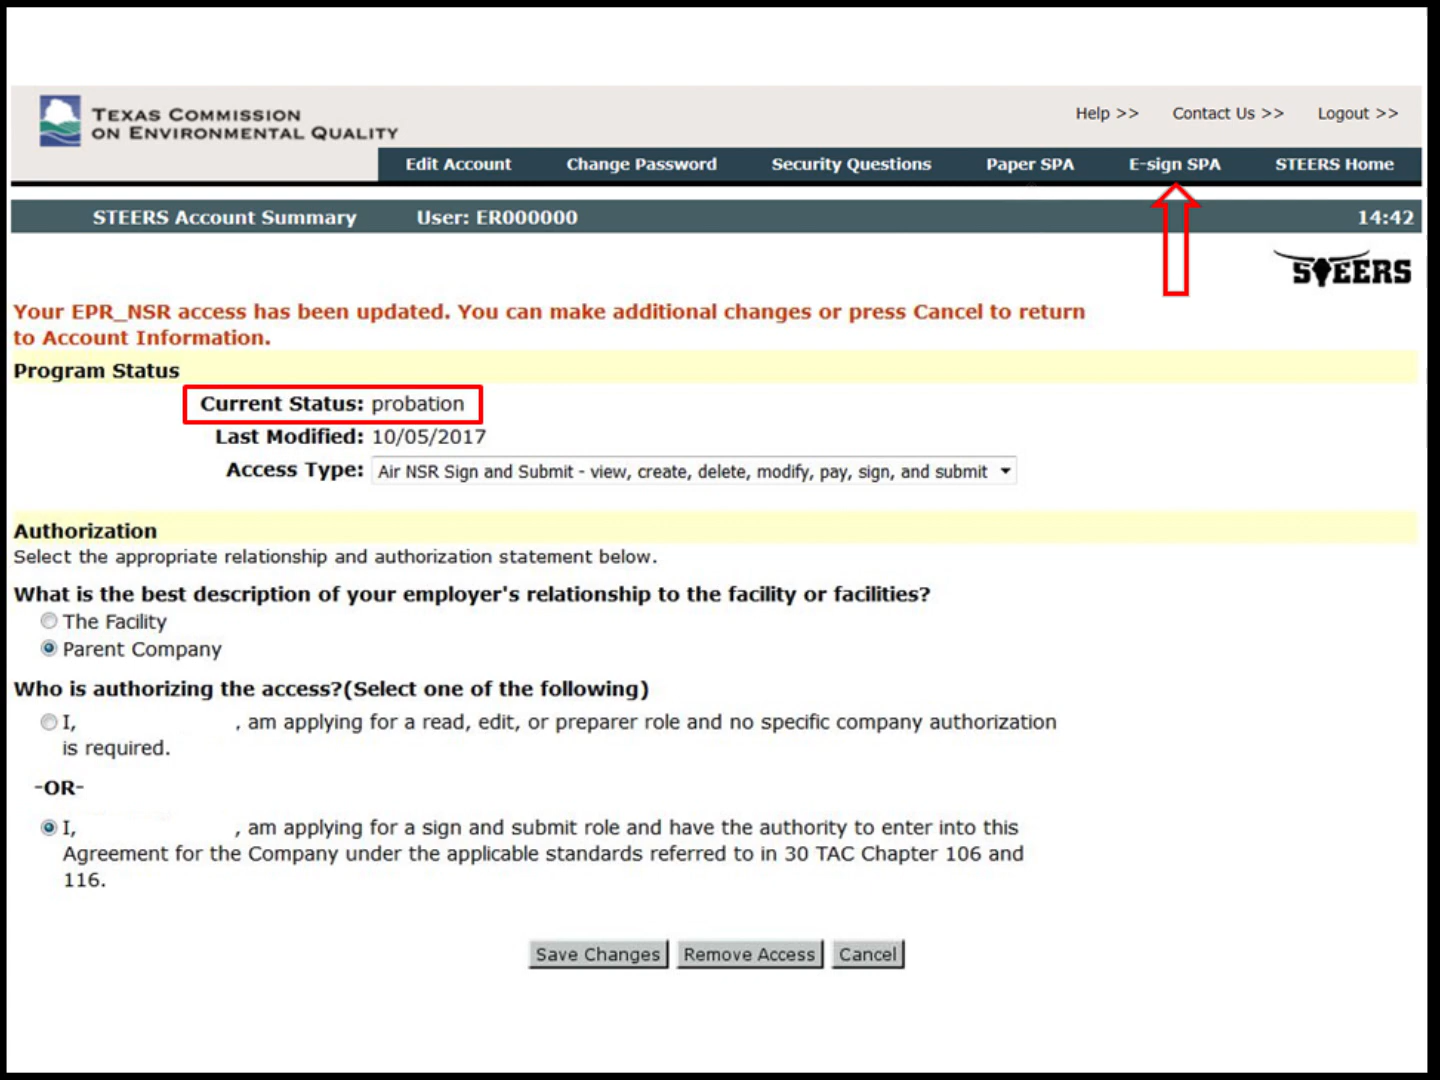 TEXAS COMMISSION
ON ENVIRONMENTAL QUALITY
Help >> Contact Us >> Logout >>
Edit Account Change Password Security Questions Paper SPA E-sign SPA STEERS Home
STEERS Account Summary User: ER000000 14:42
STEERS
Your EPR_NSR access has been updated. You can make additional changes or press Cancel to return
to Account Information.
Program Status
Current Status: probation
Last Modified: 10/05/2017
Access Type: Air NSR Sign and Submit - view, create, delete, modify, pay, sign, and submit
Authorization
Select the appropriate relationship and authorization statement below.
What is the best description of your employer's relationship to the facility or facilities?
The Facility
Parent Company
Who is authorizing the access?(Select one of the following)
I, , am applying for a read, edit, or preparer role and no specific company authorization
is required.
-OR-
I, , am applying for a sign and submit role and have the authority to enter into this
Agreement for the Company under the applicable standards referred to in 30 TAC Chapter 106 and
116.
Save Changes Remove Access Cancel